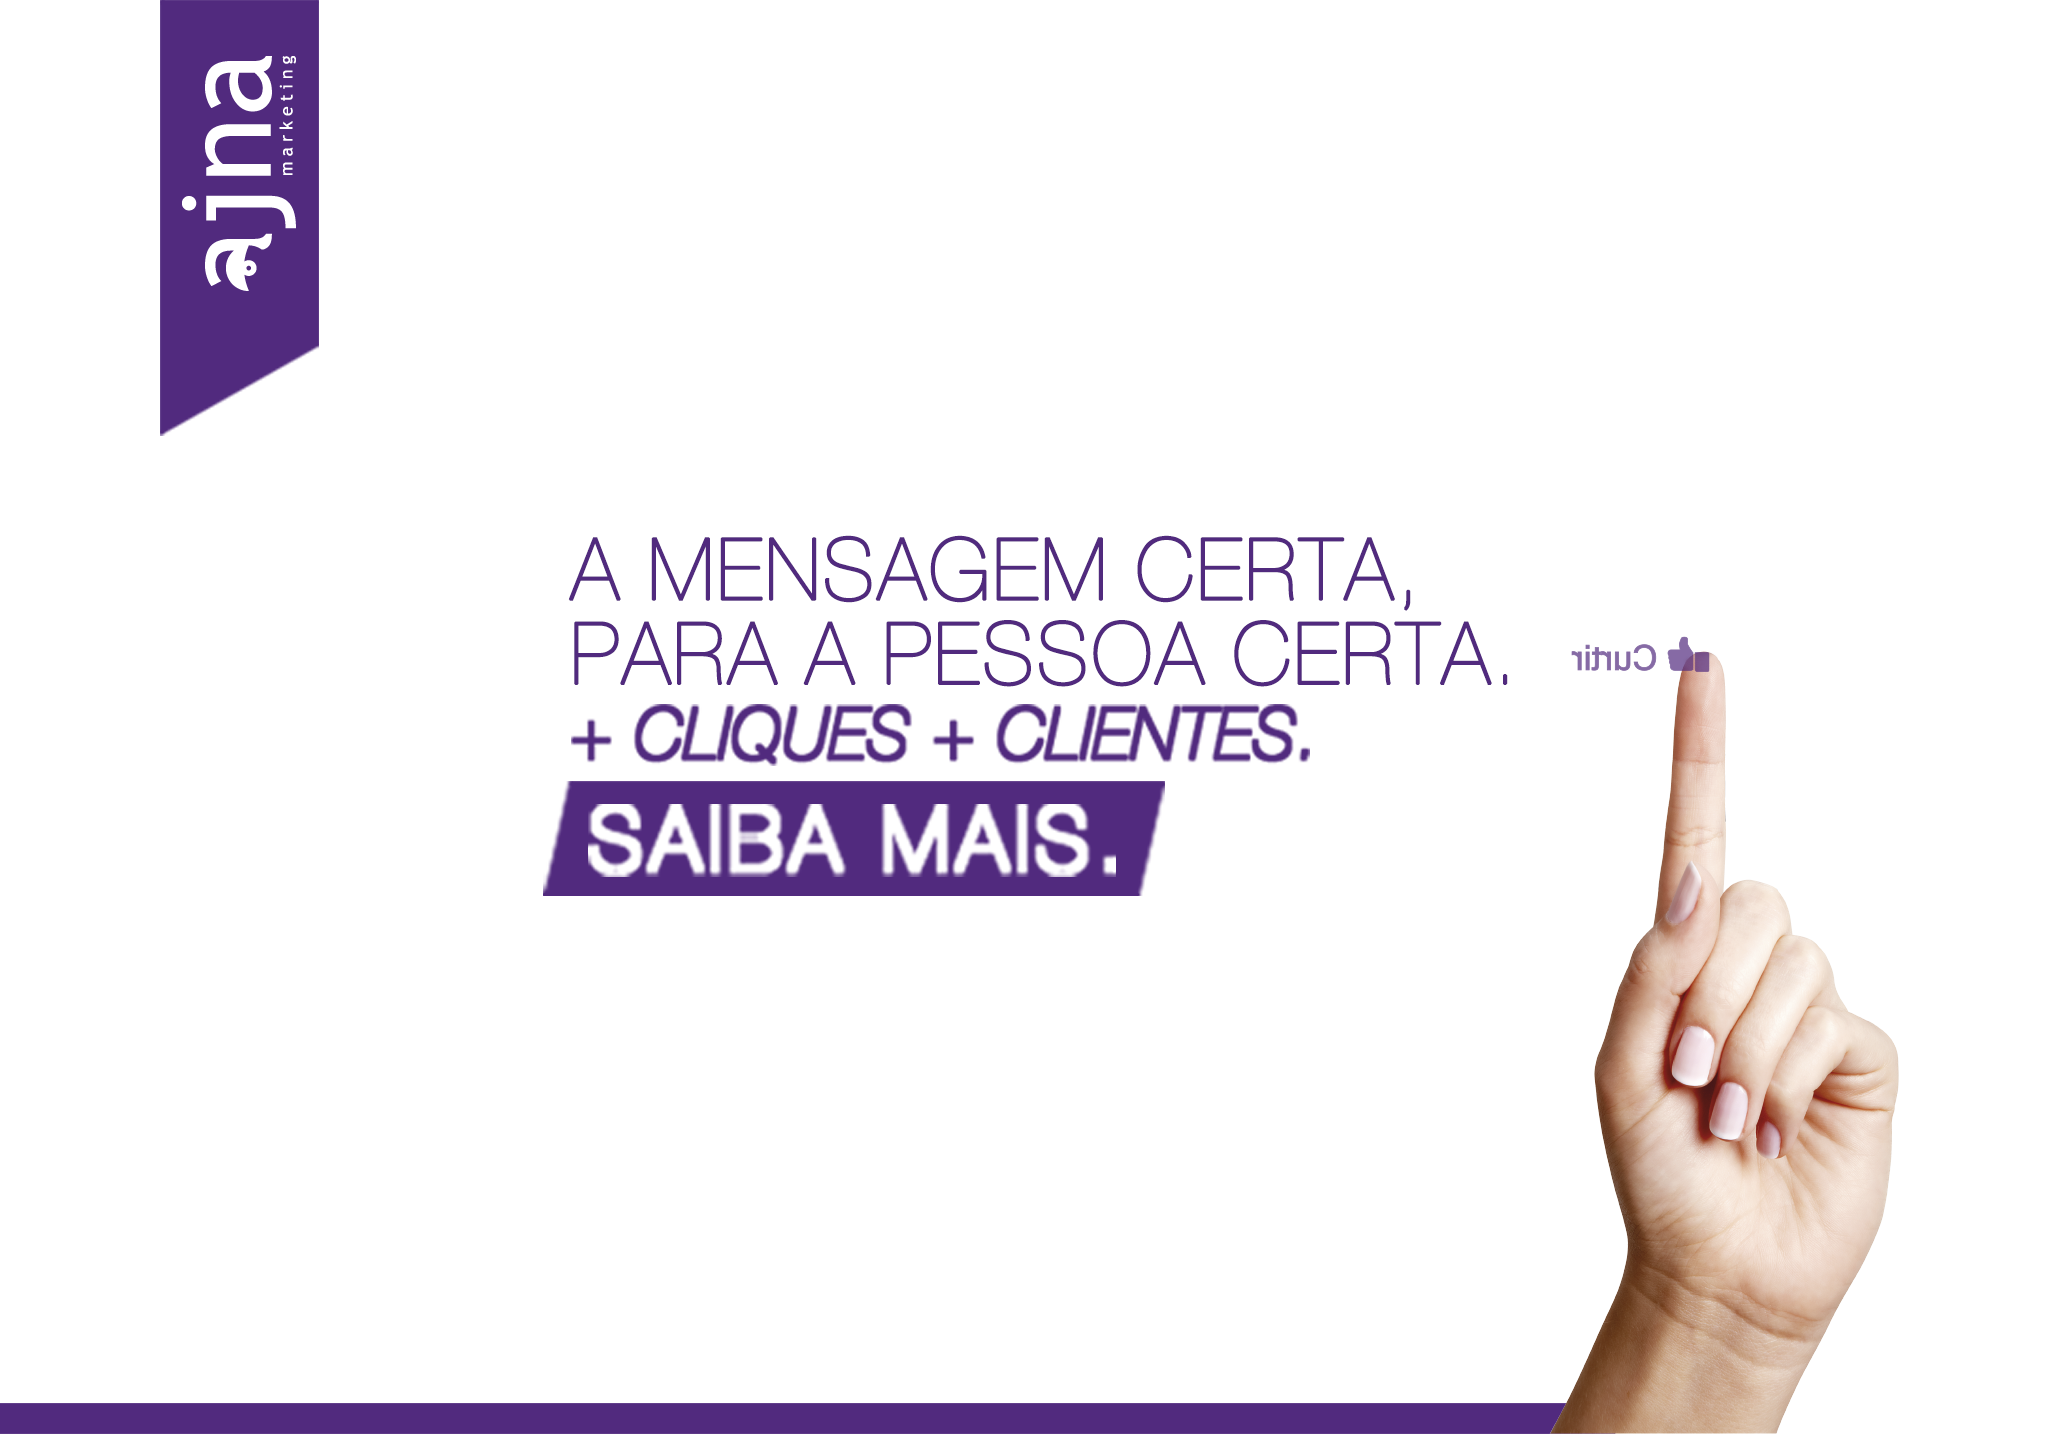 ajna
marketing
A MENSAGEM CERTA,
PARA A PESSOA CERTA.
+ CLIQUES + CLIENTES.
SAIBA MAIS.
Curtir